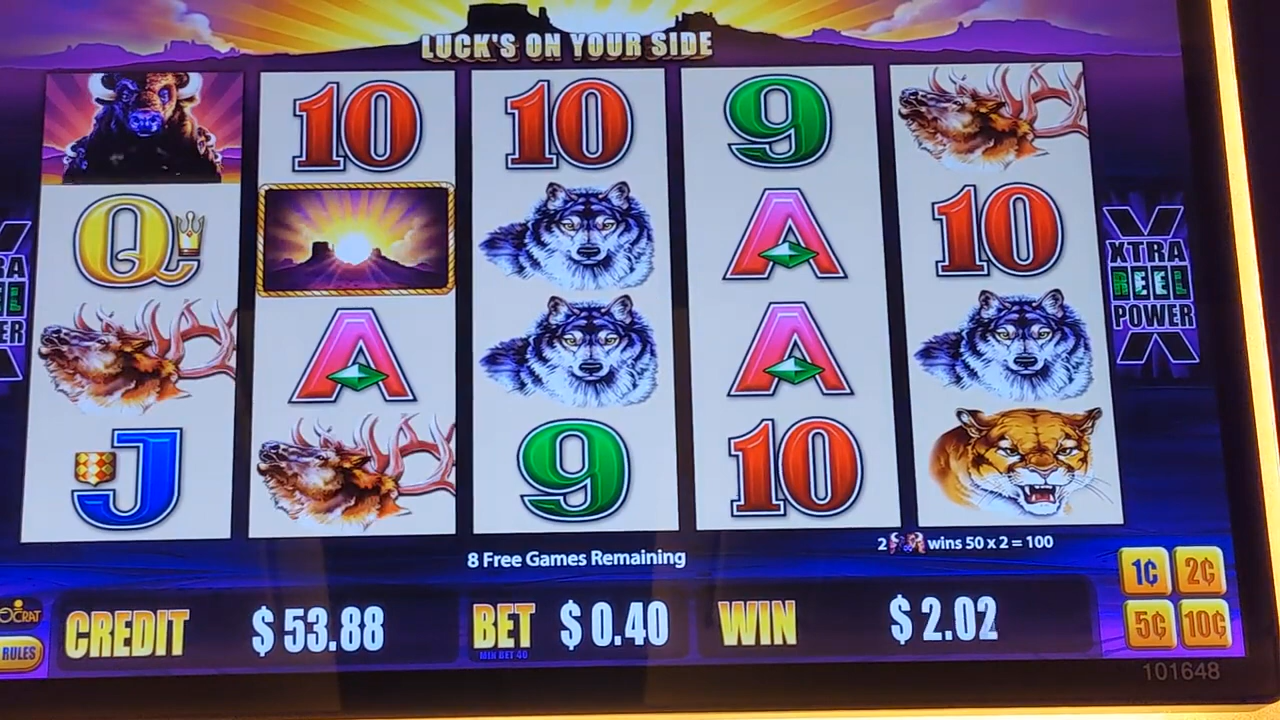 LUCK'S ON YOUR SIDE
10
10
9
Q
A
10
XTRA
REEL
POWER
A
A
J
9
10
2 wins 50 x 2 = 100
8 Free Games Remaining
CREDIT
$53.88
BET
$0.40
WIN
$2.02
MIN BET 40
RULES
1¢
2¢
5¢
10¢
101648